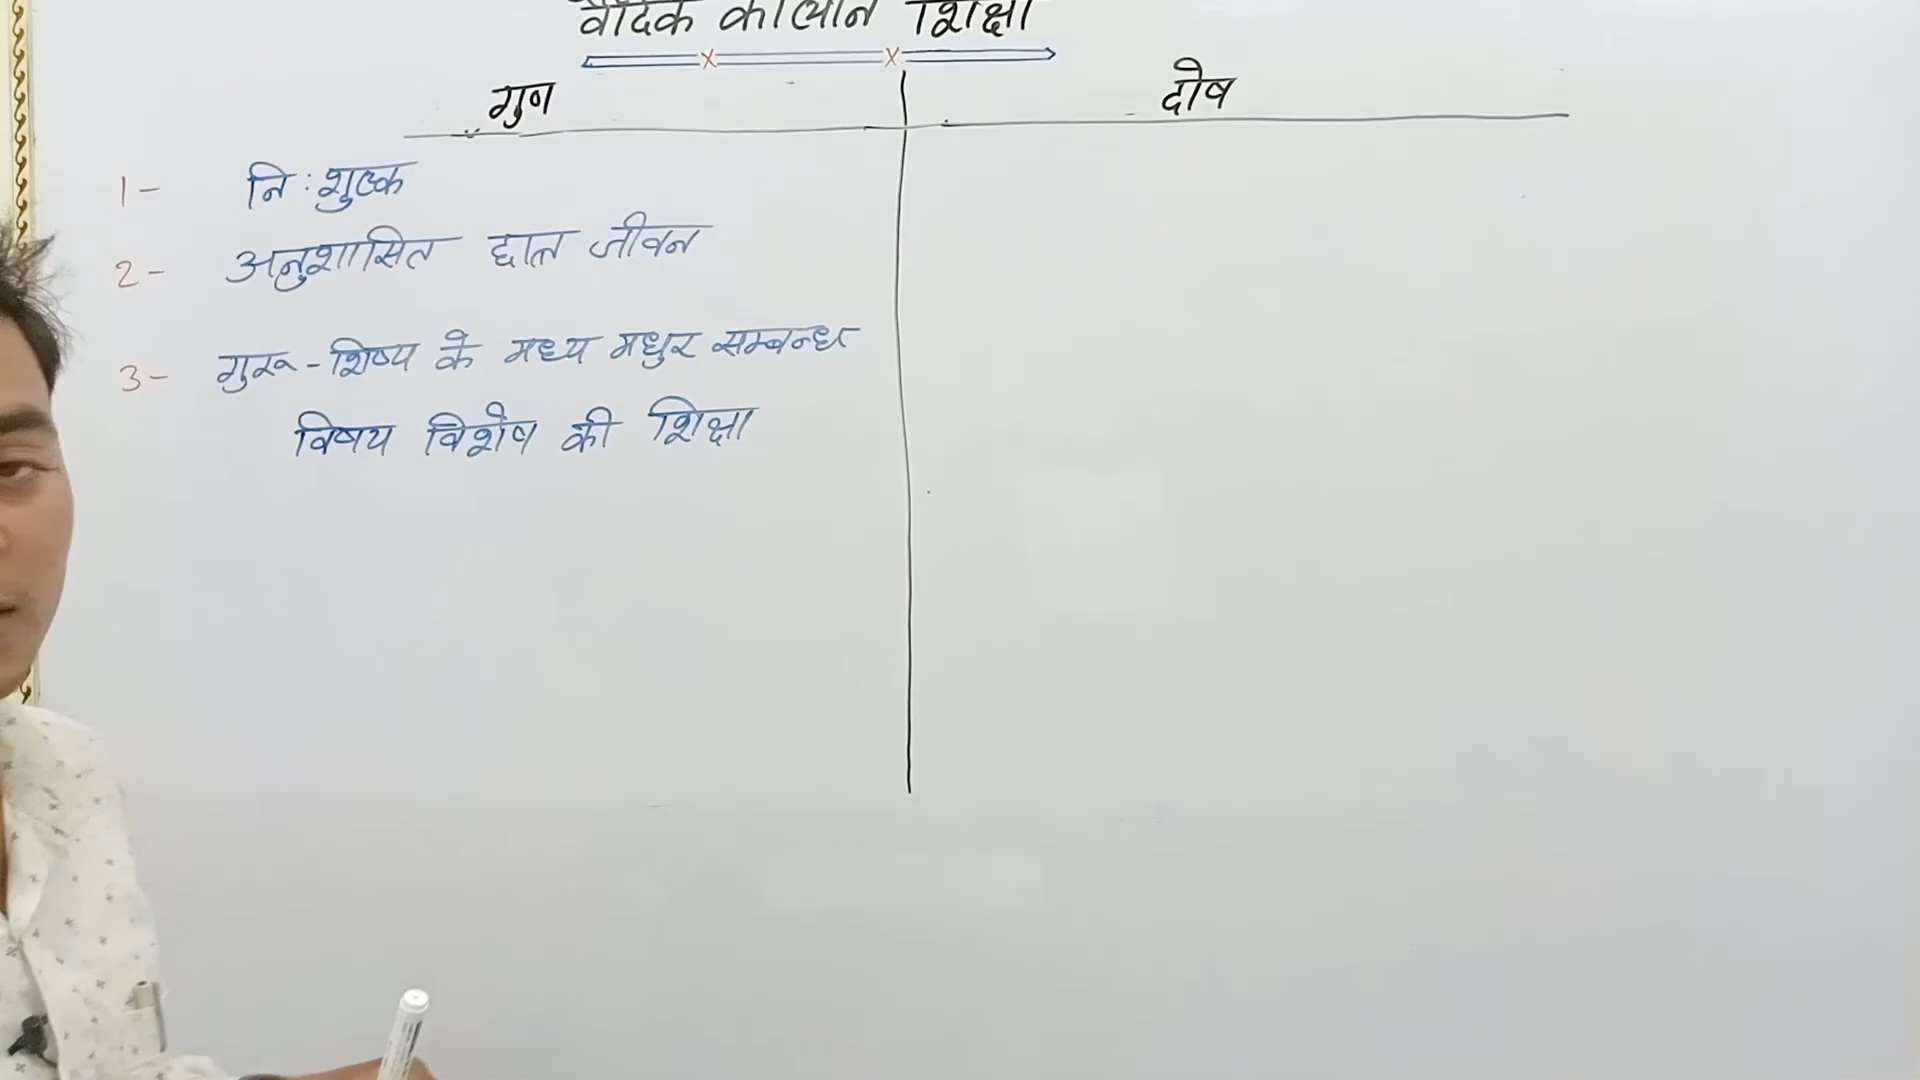 वैदिक कालीन शिक्षा
गुण
दोष
1- नि:शुल्क
2- अनुशासित छात्र जीवन
3- गुरू-शिष्य के मध्य मधुर सम्बन्ध
विषय विशेष की शिक्षा